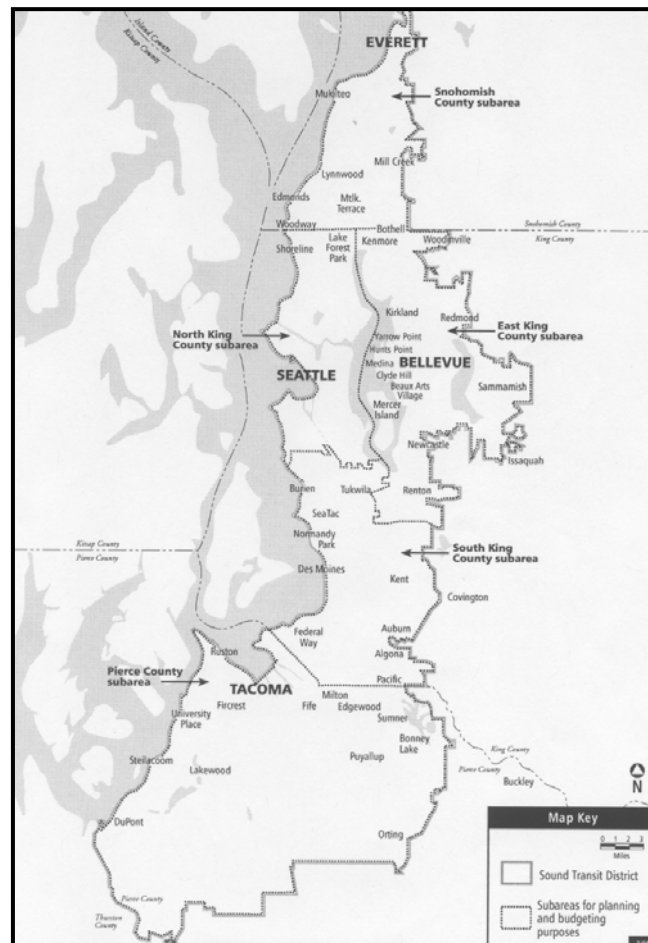 EVERETT
Island County
Kitsap County
Mukilteo
Snohomish
County subarea
Mill Creek
Lynnwood
Edmonds
Mtlk.
Terrace
Woodway
Bothell
Snohomish County
King County
Shoreline
Lake
Forest
Park
Kenmore
Woodinville
Kirkland
Redmond
North King
County subarea
East King
County subarea
Yarrow Point
Hunts Point
Medina
BELLEVUE
SEATTLE
Clyde Hill
Beaux Arts
Village
Sammamish
Mercer
Island
Newcastle
Issaquah
Burien
Tukwila
Renton
SeaTac
Normandy
Park
Kitsap County
Pierce County
South King
County subarea
Des Moines
Kent
Covington
Federal
Way
Auburn
Ruston
Algona
Pierce County
subarea
TACOMA
Pacific
Milton
Fircrest
Fife
Edgewood
University
Place
Sumner
Bonney
Lake
King County
Pierce County
Steilacoom
Lakewood
Puyallup
Buckley
N
DuPont
Orting
Pierce County
Thurston
County
Map Key
0 1 2 3
Miles
Sound Transit District
Subareas for planning
and budgeting
purposes